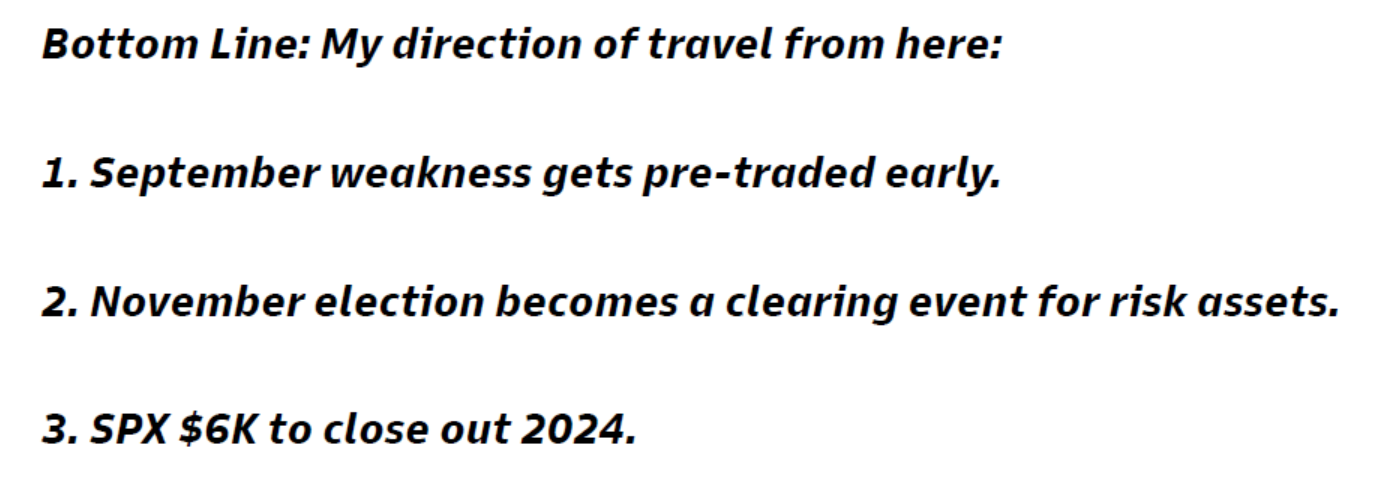 Bottom Line: My direction of travel from here:
1. September weakness gets pre-traded early.
2. November election becomes a clearing event for risk assets.
3. SPX $6K to close out 2024.